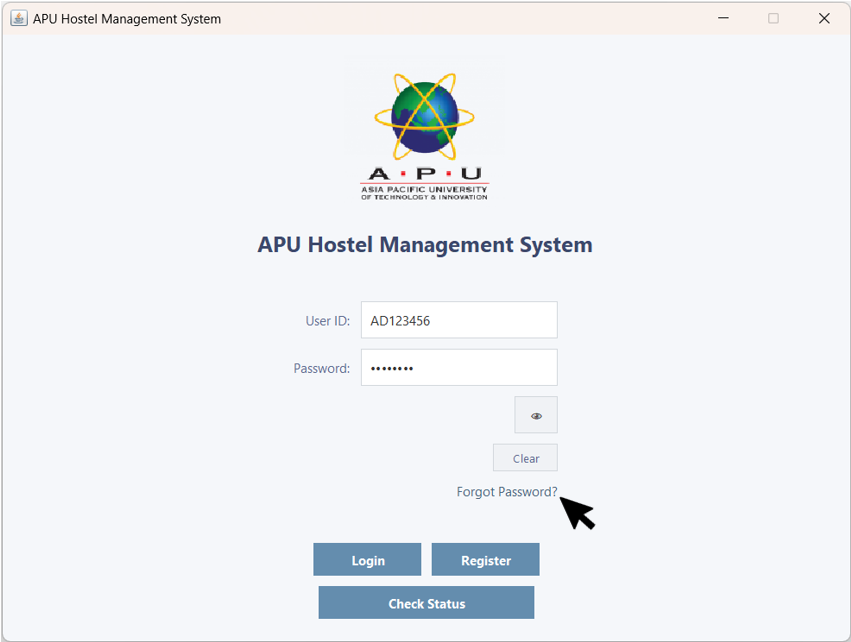 APU Hostel Management System
A·P·U
ASIA PACIFIC UNIVERSITY
OF TECHNOLOGY & INNOVATION
APU Hostel Management System
User ID: AD123456
Password: ••••••••
Clear
Forgot Password?
Login Register
Check Status